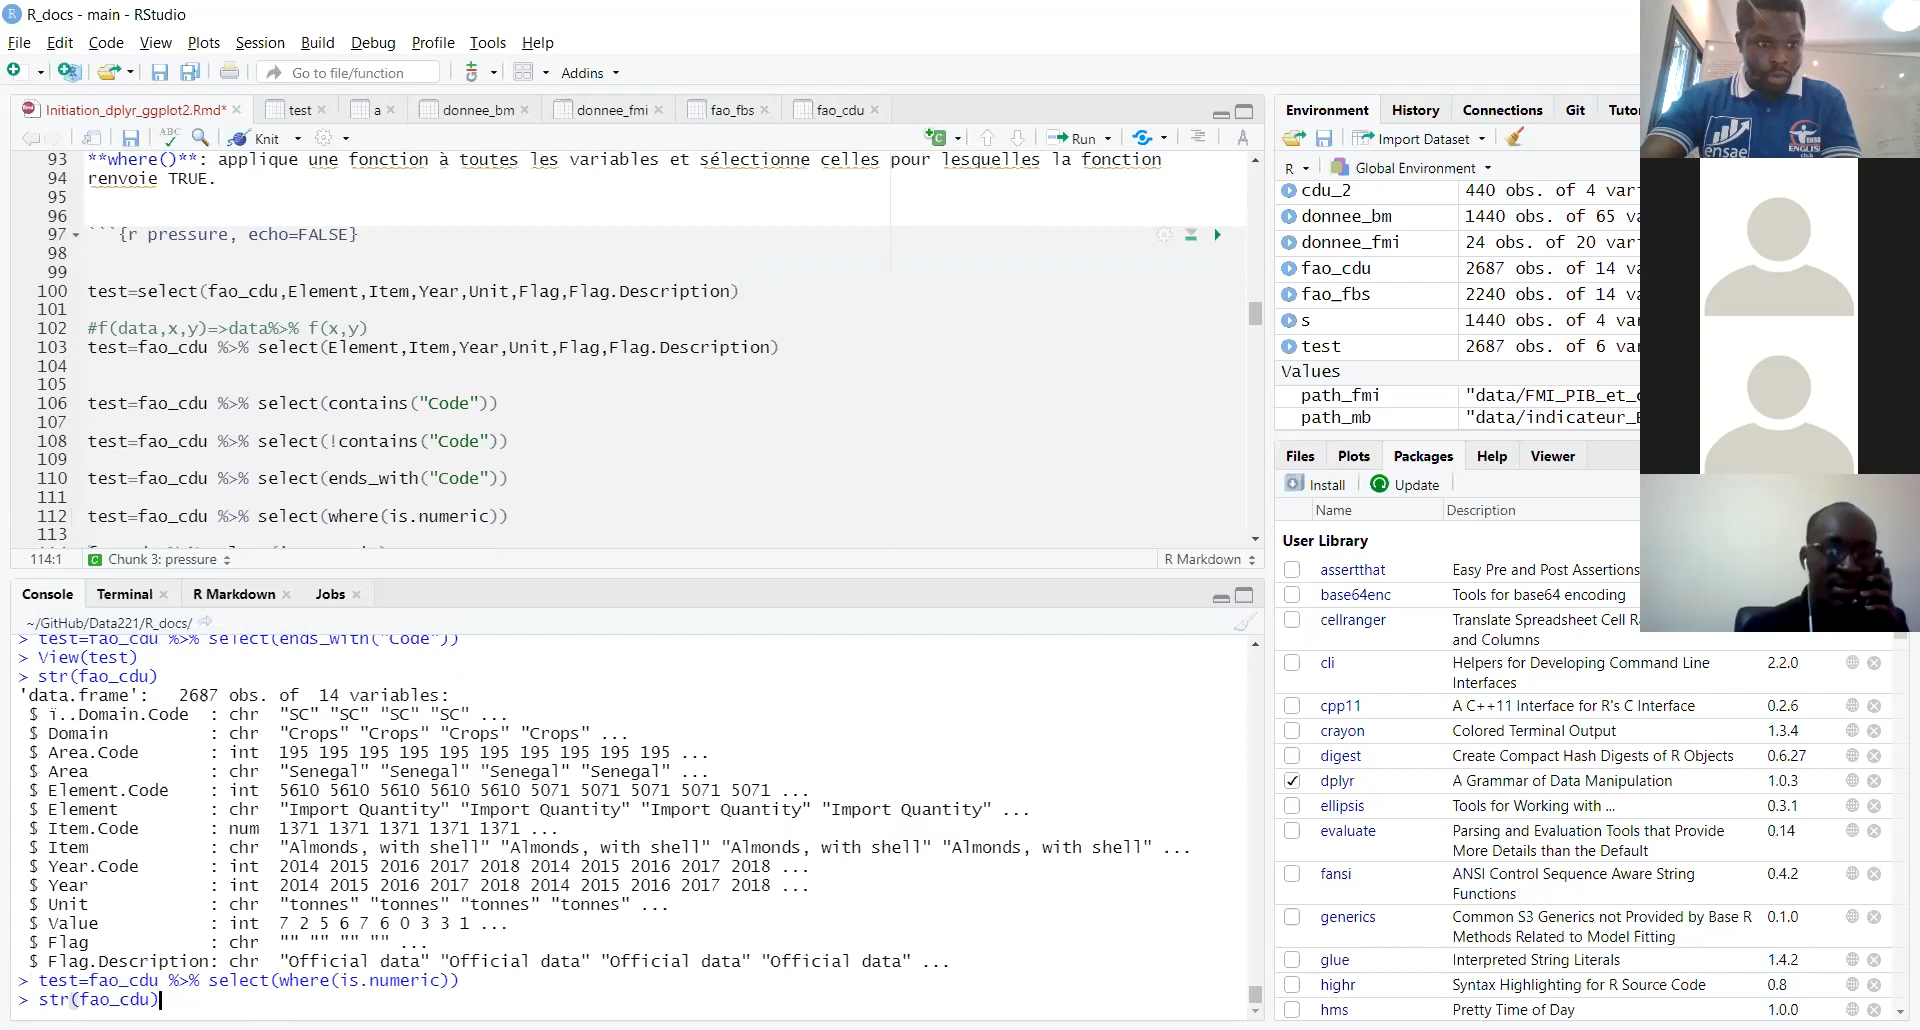 R_docs - main - RStudio
File Edit Code View Plots Session Build Debug Profile Tools Help
Go to file/function Addins
Initiation_dplyr_ggplot2.Rmd* test a donnee_bm donnee_fmi fao_fbs fao_cdu
ABC Knit Run
93 **where()**: applique une fonction à toutes les variables et sélectionne celles pour lesquelles la fonction
94 renvoie TRUE.
95
96
97 ```{r pressure, echo=FALSE}
98
99
100 test=select(fao_cdu,Element,Item,Year,Unit,Flag,Flag.Description)
101
102 #f(data,x,y)=>data%>% f(x,y)
103 test=fao_cdu %>% select(Element,Item,Year,Unit,Flag,Flag.Description)
104
105
106 test=fao_cdu %>% select(contains("Code"))
107
108 test=fao_cdu %>% select(!contains("Code"))
109
110 test=fao_cdu %>% select(ends_with("Code"))
111
112 test=fao_cdu %>% select(where(is.numeric))
113
114:1 Chunk 3: pressure R Markdown
Console Terminal R Markdown Jobs
~/GitHub/Data221/R_docs/
> test=fao_cdu %>% select(ends_with("Code"))
> View(test)
> str(fao_cdu)
'data.frame': 2687 obs. of 14 variables:
$ ï..Domain.Code : chr "SC" "SC" "SC" "SC" ...
$ Domain : chr "Crops" "Crops" "Crops" "Crops" ...
$ Area.Code : int 195 195 195 195 195 195 195 195 195 195 ...
$ Area : chr "Senegal" "Senegal" "Senegal" "Senegal" ...
$ Element.Code : int 5610 5610 5610 5610 5610 5071 5071 5071 5071 5071 ...
$ Element : chr "Import Quantity" "Import Quantity" "Import Quantity" "Import Quantity" ...
$ Item.Code : num 1371 1371 1371 1371 1371 ...
$ Item : chr "Almonds, with shell" "Almonds, with shell" "Almonds, with shell" "Almonds, with shell" ...
$ Year.Code : int 2014 2015 2016 2017 2018 2014 2015 2016 2017 2018 ...
$ Year : int 2014 2015 2016 2017 2018 2014 2015 2016 2017 2018 ...
$ Unit : chr "tonnes" "tonnes" "tonnes" "tonnes" ...
$ Value : int 7 2 5 6 7 6 0 3 3 1 ...
$ Flag : chr "" "" "" "" ...
$ Flag.Description: chr "Official data" "Official data" "Official data" "Official data" ...
> test=fao_cdu %>% select(where(is.numeric))
> str(fao_cdu)
Environment History Connections Git
Import Dataset
R Global Environment
cdu_2 440 obs. of 4
donnee_bm 1440 obs. of 65
donnee_fmi 24 obs. of 20
fao_cdu 2687 obs. of 14
fao_fbs 2240 obs. of 14
s 1440 obs. of 4
test 2687 obs. of 6
Values
path_fmi
path_mb
Files Plots Packages Help Viewer
Install Update
Name Description
User Library
assertthat Easy Pre and Post Assertions
base64enc Tools for base64 encoding
cellranger Translate Spreadsheet Cell
and Columns
cli Helpers for Developing Command Line 2.2.0
Interfaces
cpp11 A C++11 Interface for R's C Interface 0.2.6
crayon Colored Terminal Output 1.3.4
digest Create Compact Hash Digests of R Objects 0.6.27
dplyr A Grammar of Data Manipulation 1.0.3
ellipsis Tools for Working with ... 0.3.1
evaluate Parsing and Evaluation Tools that Provide 0.14
More Details than the Default
fansi ANSI Control Sequence Aware String 0.4.2
Functions
generics Common S3 Generics not Provided by Base R 0.1.0
Methods Related to Model Fitting
glue Interpreted String Literals 1.4.2
highr Syntax Highlighting for R Source Code 0.8
hms Pretty Time of Day 1.0.0
ensae
ENGLISH
club